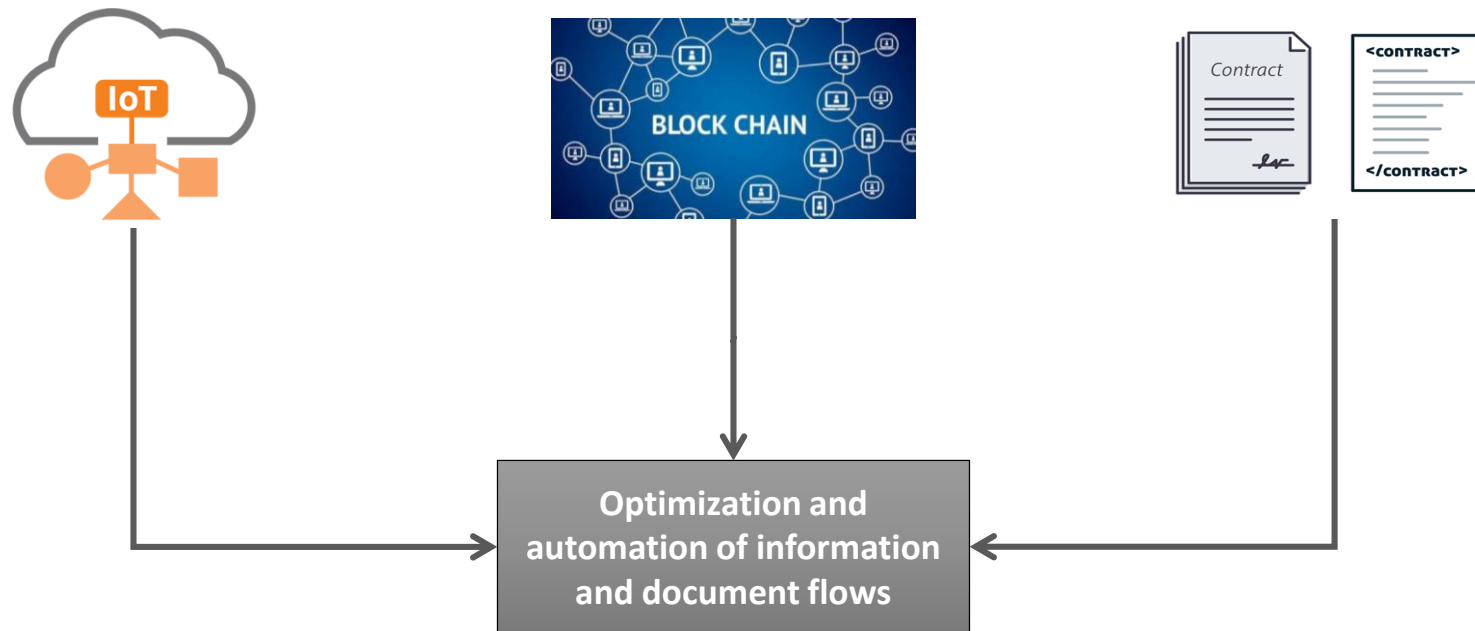 IoT
BLOCK CHAIN
Contract
<contract>
</contract>
Optimization and
automation of information
and document flows